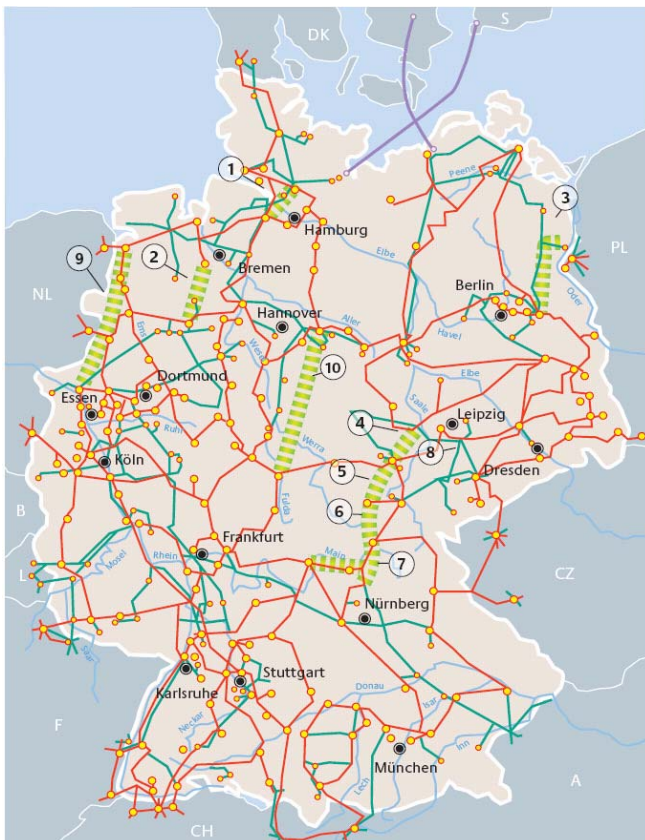 DK
S
Peene
1
3
Hamburg
PL
2
Bremen
9
Elbe
Berlin
Oder
NL
Hannover
Aller
Havel
Ems
Weser
Dortmund
10
Elbe
Essen
Saale
Leipzig
4
Ruhr
Werra
8
Köln
5
Dresden
6
Fulda
B
Frankfurt
Main
7
Rhein
Mosel
L
CZ
Nürnberg
Saar
Stuttgart
Karlsruhe
Donau
Isar
F
Neckar
Inn
München
Lech
A
CH